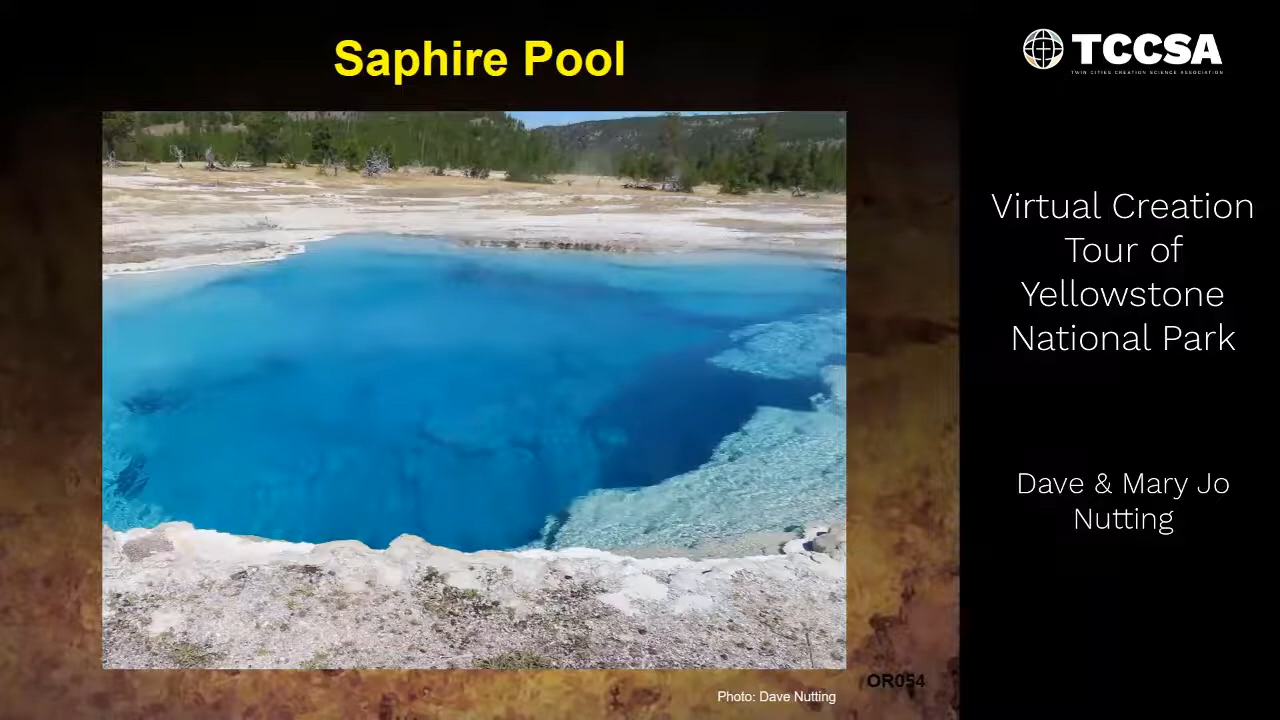 Saphire Pool
TCCSA
TWIN CITIES CREATION SCIENCE ASSOCIATION
Virtual Creation
Tour of
Yellowstone
National Park
Dave & Mary Jo
Nutting
OR054
Photo: Dave Nutting